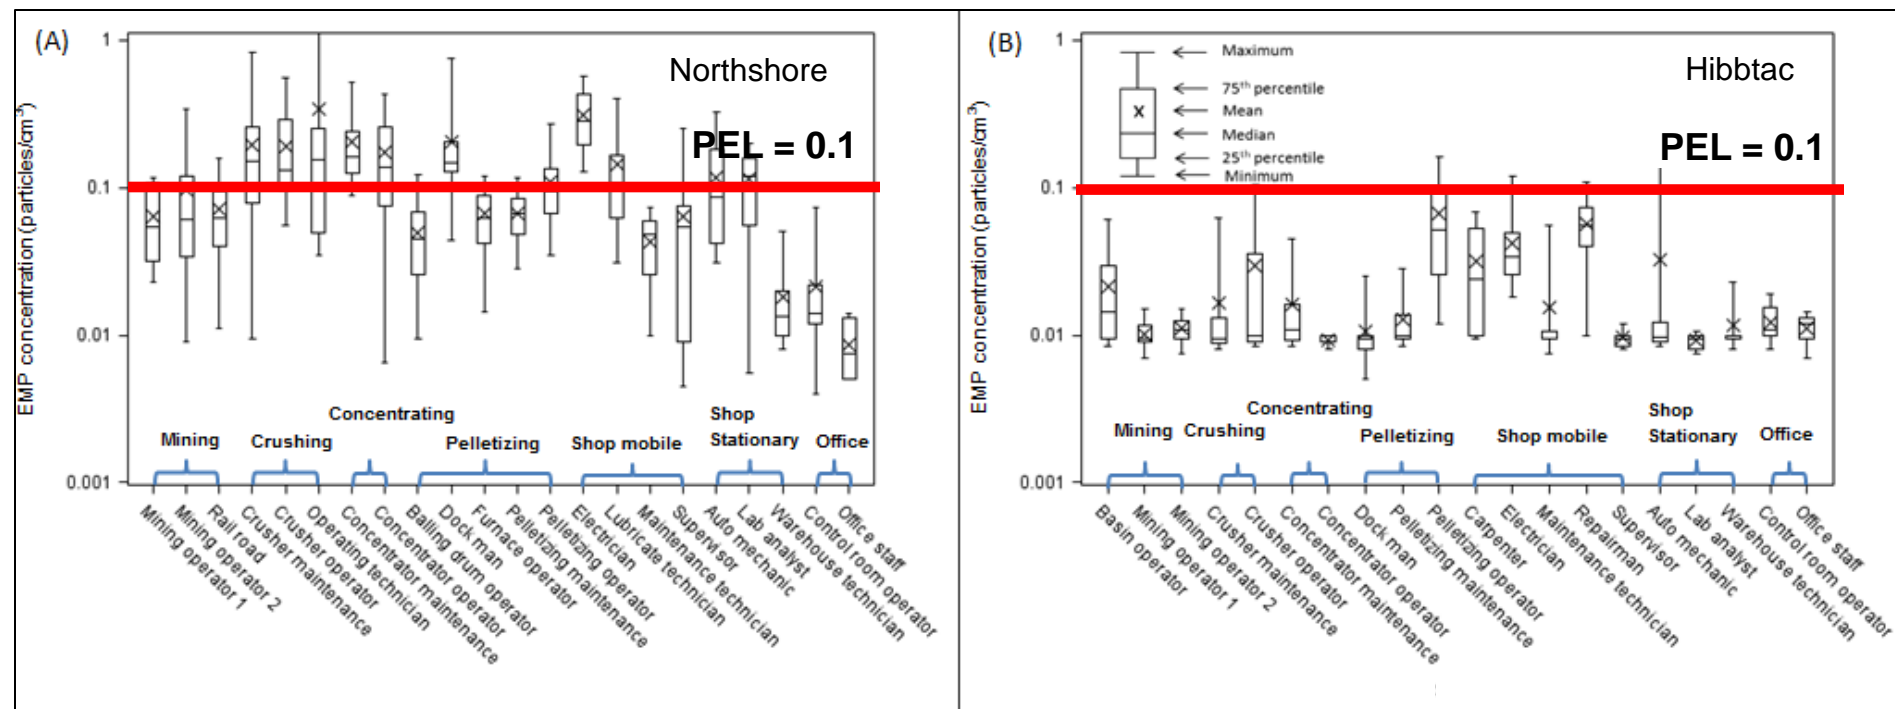 (A)
Northshore
PEL = 0.1
EMP concentration (particles/cm³)
1
0.1
0.01
0.001
Mining
Crushing
Concentrating
Pelletizing
Shop mobile
Shop
Stationary
Office
Mining operator 1
Mining operator 2
Rail road
Crusher maintenance
Crusher operator
Operating technician
Concentrator maintenance
Concentrator operator
Balling drum operator
Dock man
Furnace operator
Pelletizing maintenance
Pelletizing operator
Electrician
Lubricate technician
Maintenance technician
Supervisor
Auto mechanic
Lab analyst
Warehouse technician
Control room operator
Office staff
(B)
Hibbtac
PEL = 0.1
Maximum
75th percentile
Mean
Median
25th percentile
Minimum
EMP concentration (particles/cm³)
1
0.1
0.01
0.001
Mining
Crushing
Concentrating
Pelletizing
Shop mobile
Shop
Stationary
Office
Basin operator
Mining operator 1
Mining operator 2
Crusher maintenance
Crusher operator
Concentrator maintenance
Concentrator operator
Dock man
Pelletizing maintenance
Pelletizing operator
Carpenter
Electrician
Maintenance technician
Repairman
Supervisor
Auto mechanic
Lab analyst
Warehouse technician
Control room operator
Office staff